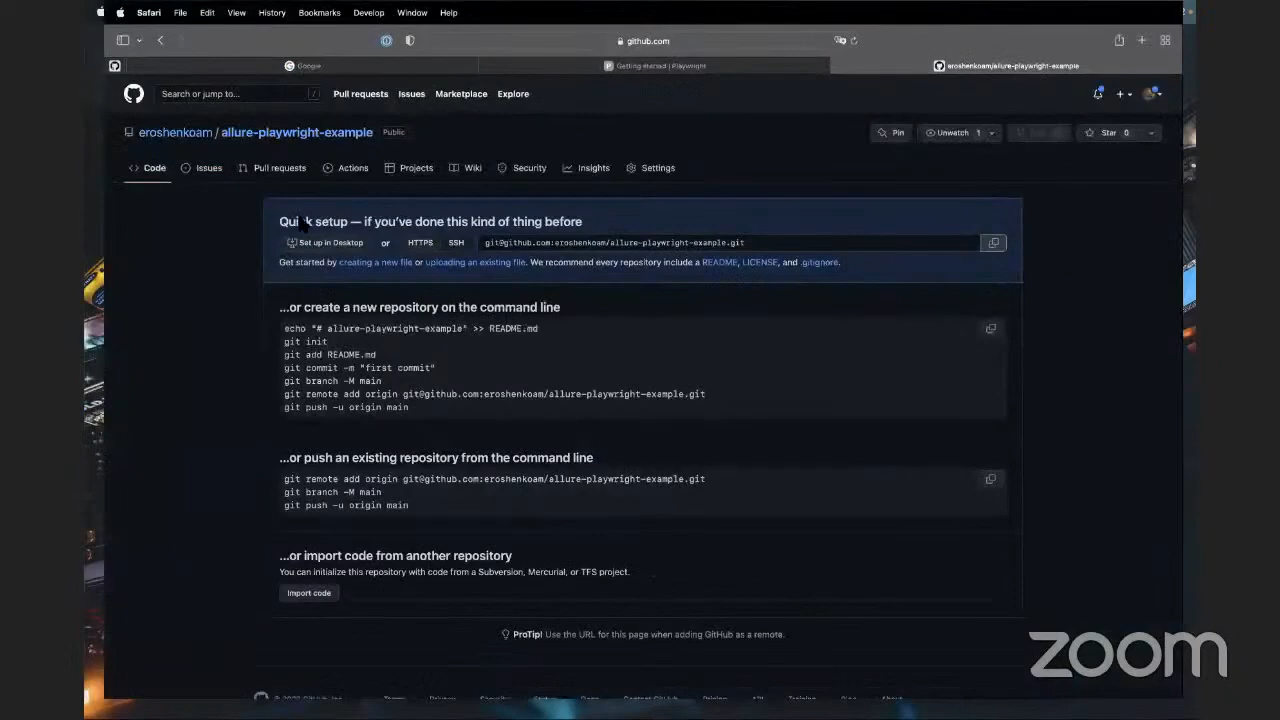 Safari File Edit View History Bookmarks Develop Window Help
github.com
Google
Getting started | Playwright
eroshenkoam/allure-playwright-example
Search or jump to... /
Pull requests Issues Marketplace Explore
eroshenkoam / allure-playwright-example Public
Pin
Unwatch 1
Star 0
Code Issues Pull requests Actions Projects Wiki Security Insights Settings
Quick setup — if you've done this kind of thing before
Set up in Desktop or HTTPS SSH git@github.com:eroshenkoam/allure-playwright-example.git
Get started by creating a new file or uploading an existing file. We recommend every repository include a README, LICENSE, and .gitignore.
...or create a new repository on the command line
echo "# allure-playwright-example" >> README.md
git init
git add README.md
git commit -m "first commit"
git branch -M main
git remote add origin git@github.com:eroshenkoam/allure-playwright-example.git
git push -u origin main
...or push an existing repository from the command line
git remote add origin git@github.com:eroshenkoam/allure-playwright-example.git
git branch -M main
git push -u origin main
...or import code from another repository
You can initialize this repository with code from a Subversion, Mercurial, or TFS project.
Import code
ProTip! Use the URL for this page when adding GitHub as a remote.
zoom